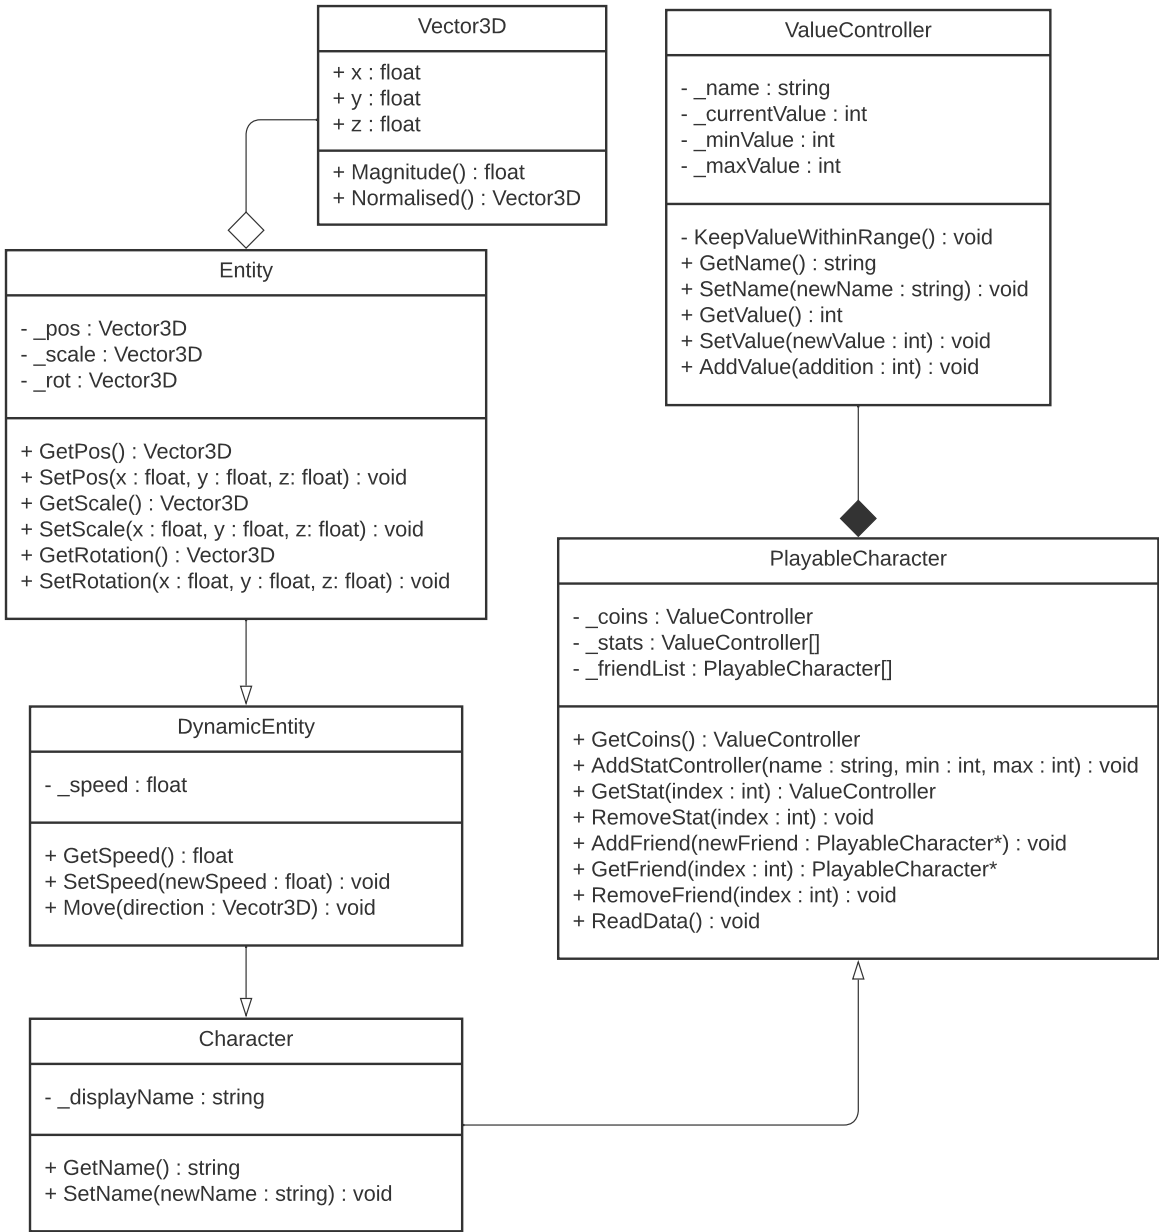 Vector3D
+ x : float
+ y : float
+ z : float
+ Magnitude() : float
+ Normalised() : Vector3D
ValueController
- _name : string
- _currentValue : int
- _minValue : int
- _maxValue : int
- KeepValueWithinRange() : void
+ GetName() : string
+ SetName(newName : string) : void
+ GetValue() : int
+ SetValue(newValue : int) : void
+ AddValue(addition : int) : void
Entity
- _pos : Vector3D
- _scale : Vector3D
- _rot : Vector3D
+ GetPos() : Vector3D
+ SetPos(x : float, y : float, z: float) : void
+ GetScale() : Vector3D
+ SetScale(x : float, y : float, z: float) : void
+ GetRotation() : Vector3D
+ SetRotation(x : float, y : float, z: float) : void
PlayableCharacter
- _coins : ValueController
- _stats : ValueController[]
- _friendList : PlayableCharacter[]
+ GetCoins() : ValueController
+ AddStatController(name : string, min : int, max : int) : void
+ GetStat(index : int) : ValueController
+ RemoveStat(index : int) : void
+ AddFriend(newFriend : PlayableCharacter*) : void
+ GetFriend(index : int) : PlayableCharacter*
+ RemoveFriend(index : int) : void
+ ReadData() : void
DynamicEntity
- _speed : float
+ GetSpeed() : float
+ SetSpeed(newSpeed : float) : void
+ Move(direction : Vecotr3D) : void
Character
- _displayName : string
+ GetName() : string
+ SetName(newName : string) : void